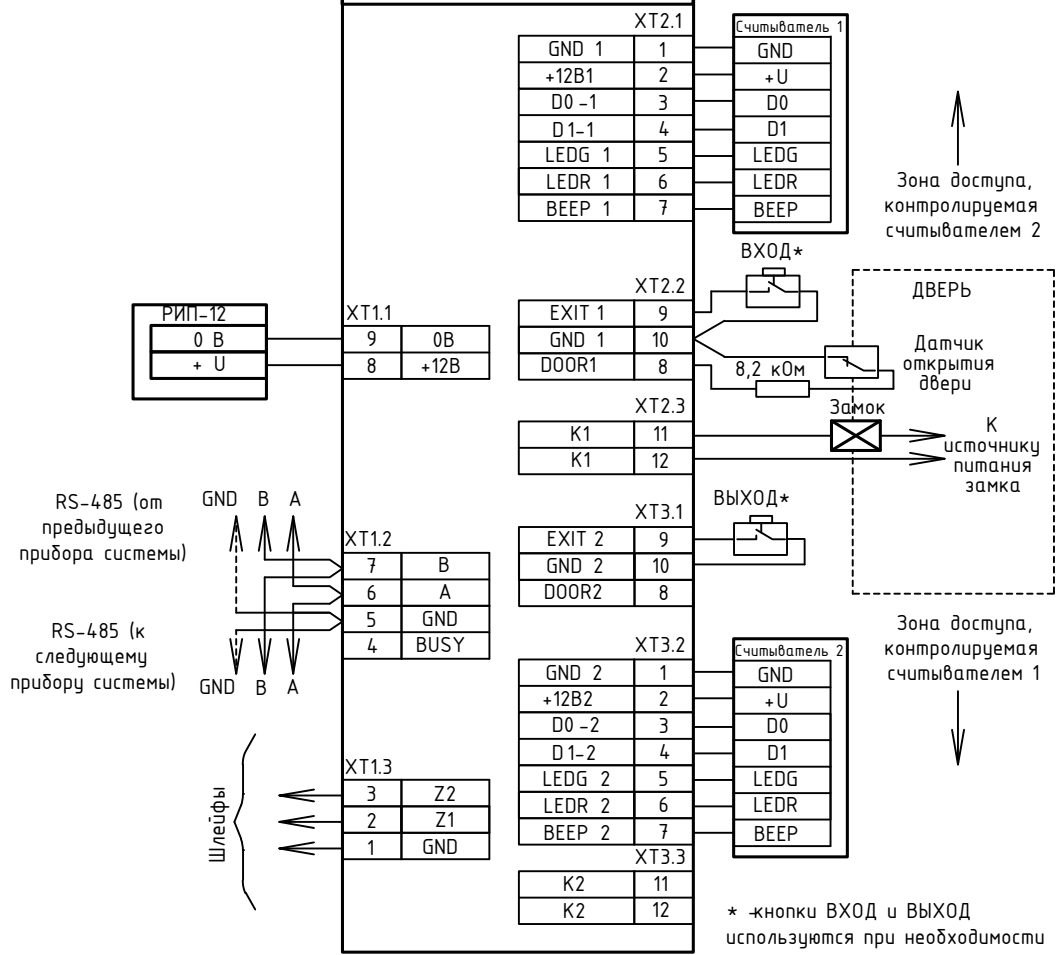 XT2.1
GND 1 1
+12В1 2
D0 -1 3
D1-1 4
LEDG 1 5
LEDR 1 6
BEEP 1 7
Считыватель 1
GND
+U
D0
D1
LEDG
LEDR
BEEP
Зона доступа,
контролируемая
считывателем 2
ВХОД*
XT2.2
EXIT 1 9
GND 1 10
DOOR1 8
8,2 кОм
ДВЕРЬ
Датчик
открытия
двери
РИП-12
0 В
+ U
XT1.1
9 0В
8 +12В
XT2.3
K1 11
K1 12
Замок
К
источнику
питания
замка
RS-485 (от
предыдущего
прибора системы)
GND B A
XT1.2
7 B
6 A
5 GND
4 BUSY
RS-485 (к
следующему
прибору системы)
GND B A
ВЫХОД*
XT3.1
EXIT 2 9
GND 2 10
DOOR2 8
Зона доступа,
контролируемая
считывателем 1
XT3.2
GND 2 1
+12В2 2
D0 -2 3
D1-2 4
LEDG 2 5
LEDR 2 6
BEEP 2 7
Считыватель 2
GND
+U
D0
D1
LEDG
LEDR
BEEP
Шлейфы
XT1.3
3 Z2
2 Z1
1 GND
XT3.3
K2 11
K2 12
* -кнопки ВХОД и ВЫХОД
используются при необходимости